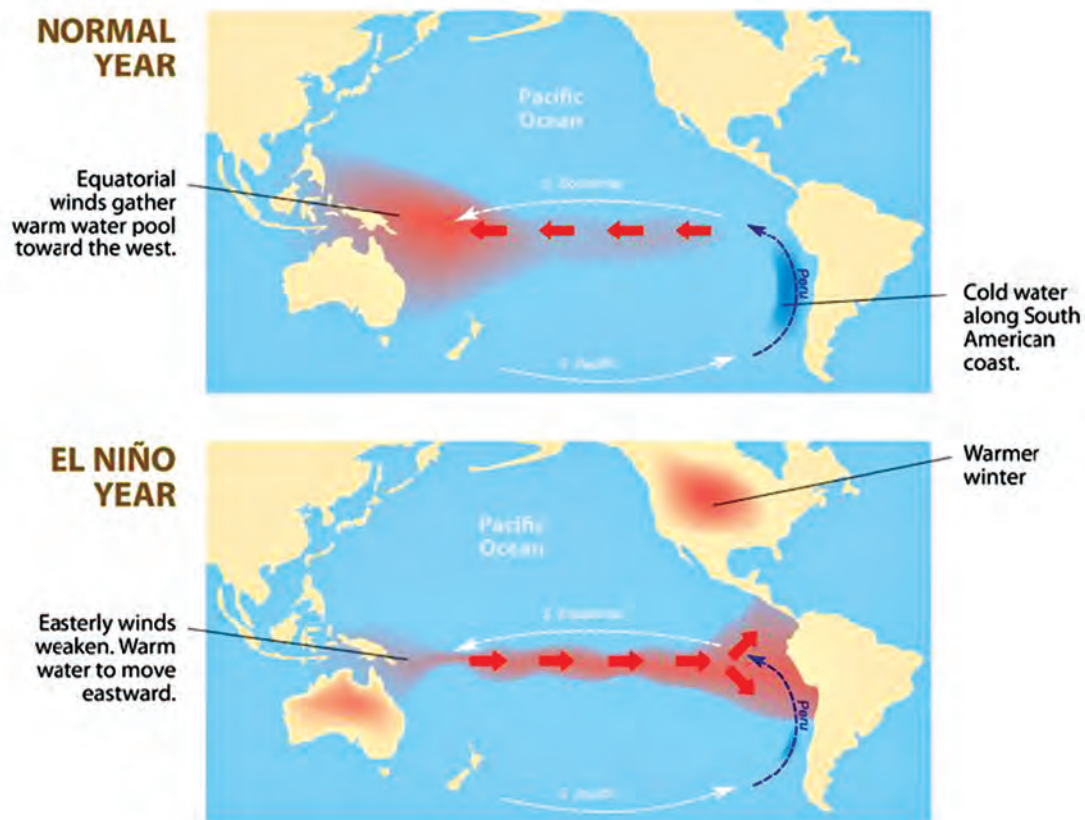 NORMAL
YEAR
Pacific
Ocean
Equatorial
winds gather
warm water pool
toward the west.
Peru
Cold water
along South
American
coast.
EL NIÑO
YEAR
Warmer
winter
Pacific
Ocean
Easterly winds
weaken. Warm
water to move
eastward.
Peru